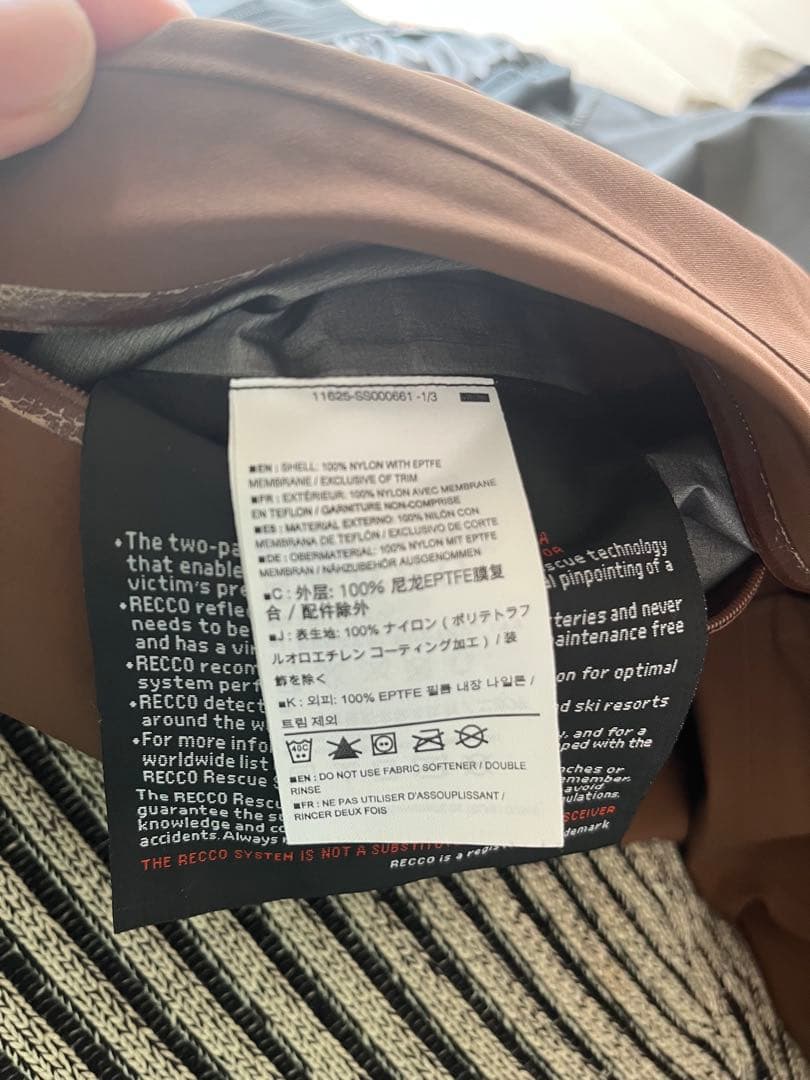 11625-SS000661 -1/3
■EN : SHELL: 100% NYLON WITH EPTFE
MEMBRANE / EXCLUSIVE OF TRIM
■FR : EXTÉRIEUR: 100% NYLON AVEC MEMBRANE
EN TEFLON / GARNITURE NON-COMPRISE
■ES : MATERIAL EXTERNO: 100% NILÓN CON
MEMBRANA DE TEFLÓN / EXCLUSIVO DE CORTE
■DE : OBERMATERIAL: 100% NYLON MIT EPTFE
MEMBRAN / NÄHZUBEHÖR AUSGENOMMEN
■C : 外层: 100% 尼龙EPTFE膜复
合 / 配件除外
■J : 表生地: 100% ナイロン ( ポリテトラフ
ルオロエチレン コーティング加工 ) / 装
飾を除く
■K : 외피: 100% EPTFE 필름 내장 나일론 /
트림 제외
40C
■EN : DO NOT USE FABRIC SOFTENER / DOUBLE
RINSE
■FR : NE PAS UTILISER D'ASSOUPLISSANT /
RINCER DEUX FOIS
•The two-pa
that enable
victim's pre
•RECCO refle
needs to be
and has a vir
•RECCO recom
system perf
•RECCO detect
around the w
•For more info
worldwide list
RECCO Rescue
The RECCO Rescu
guarantee the su
knowledge and co
accidents. Always
THE RECCO SYSTEM IS NOT A SUBSTITU
RECCO is a regis
A
OR
scue technology
l pinpointing of a
teries and never
aintenance free
on for optimal
d ski resorts
, and for a
ped with the
ches or
emember,
avoid
gulations.
SCEIVER
demark